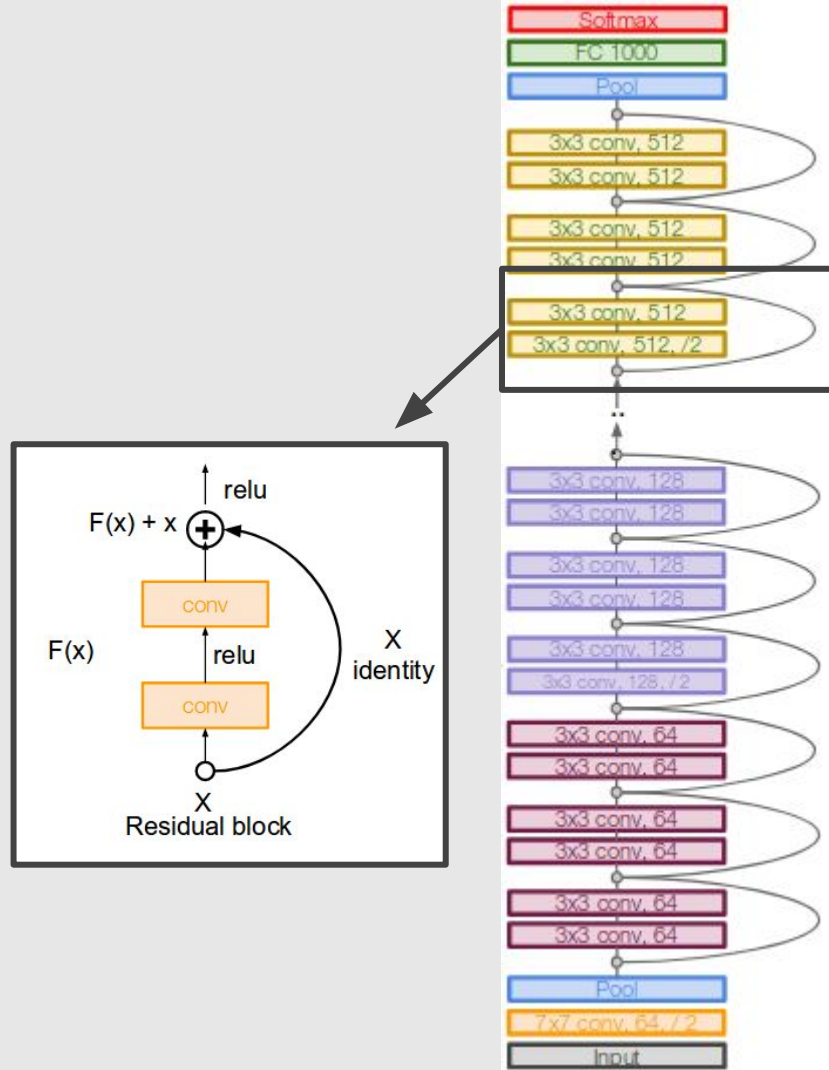 Softmax
FC 1000
Pool
3x3 conv, 512
3x3 conv, 512
3x3 conv, 512
3x3 conv, 512
3x3 conv, 512
3x3 conv, 512, /2
..
3x3 conv, 128
3x3 conv, 128
3x3 conv, 128
3x3 conv, 128
3x3 conv, 128
3x3 conv, 128, / 2
3x3 conv, 64
3x3 conv, 64
3x3 conv, 64
3x3 conv, 64
3x3 conv, 64
3x3 conv, 64
Pool
7x7 conv, 64, / 2
Input
relu
F(x) + x
+
conv
F(x)
relu
X
identity
conv
X
Residual block